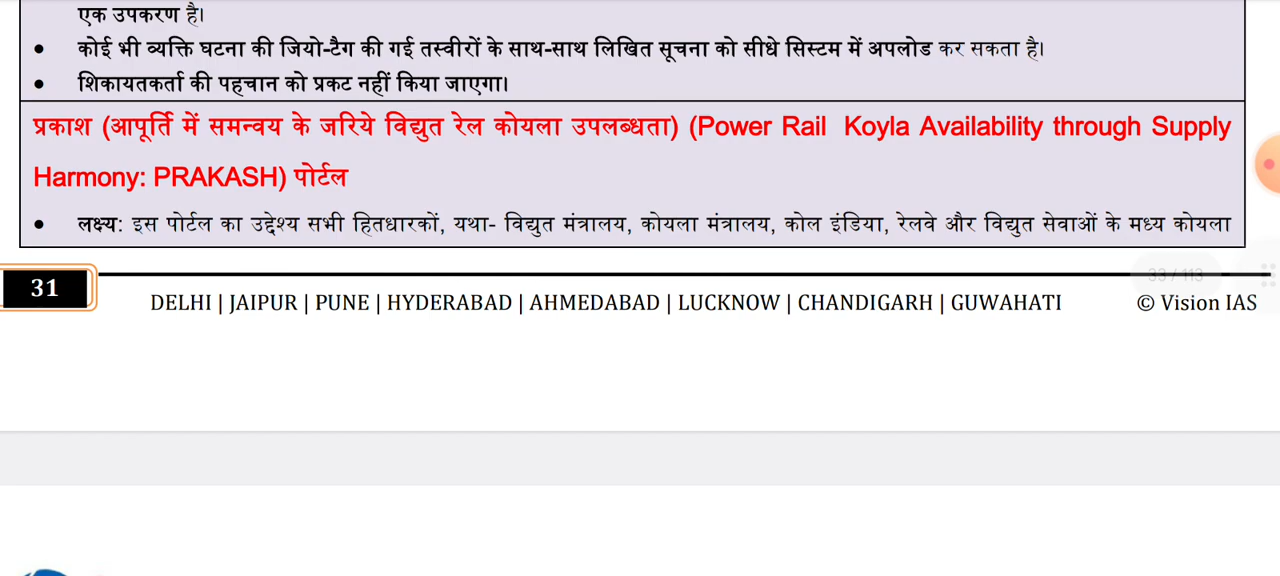 एक उपकरण है।
• कोई भी व्यक्ति घटना की जियो-टैग की गई तस्वीरों के साथ-साथ लिखित सूचना को सीधे सिस्टम में अपलोड कर सकता है।
• शिकायतकर्ता की पहचान को प्रकट नहीं किया जाएगा।
प्रकाश (आपूर्ति में समन्वय के जरिये विद्युत रेल कोयला उपलब्धता) (Power Rail Koyla Availability through Supply
Harmony: PRAKASH) पोर्टल
• लक्ष्य: इस पोर्टल का उद्देश्य सभी हितधारकों, यथा- विद्युत मंत्रालय, कोयला मंत्रालय, कोल इंडिया, रेलवे और विद्युत सेवाओं के मध्य कोयला
33 / 113
31
DELHI | JAIPUR | PUNE | HYDERABAD | AHMEDABAD | LUCKNOW | CHANDIGARH | GUWAHATI © Vision IAS